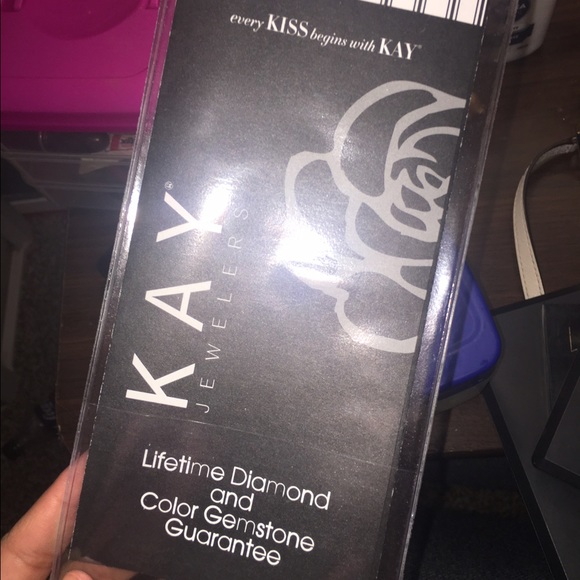 every KISS begins with KAY®
KAY®
JEWELERS
Lifetime Diamond
and
Color Gemstone
Guarantee